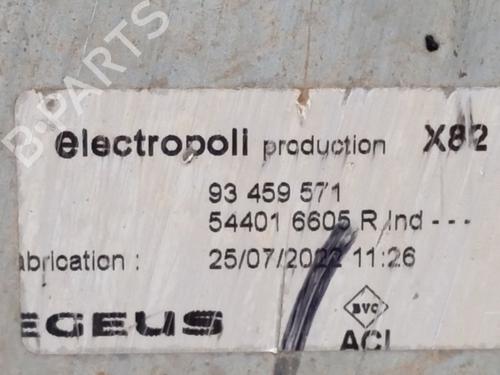 B-PARTS
electropoli production X82
93 459 571
54401 6605 R Ind - - -
abrication : 25/07/2022 11:26
EGEUS
BVC
ACI